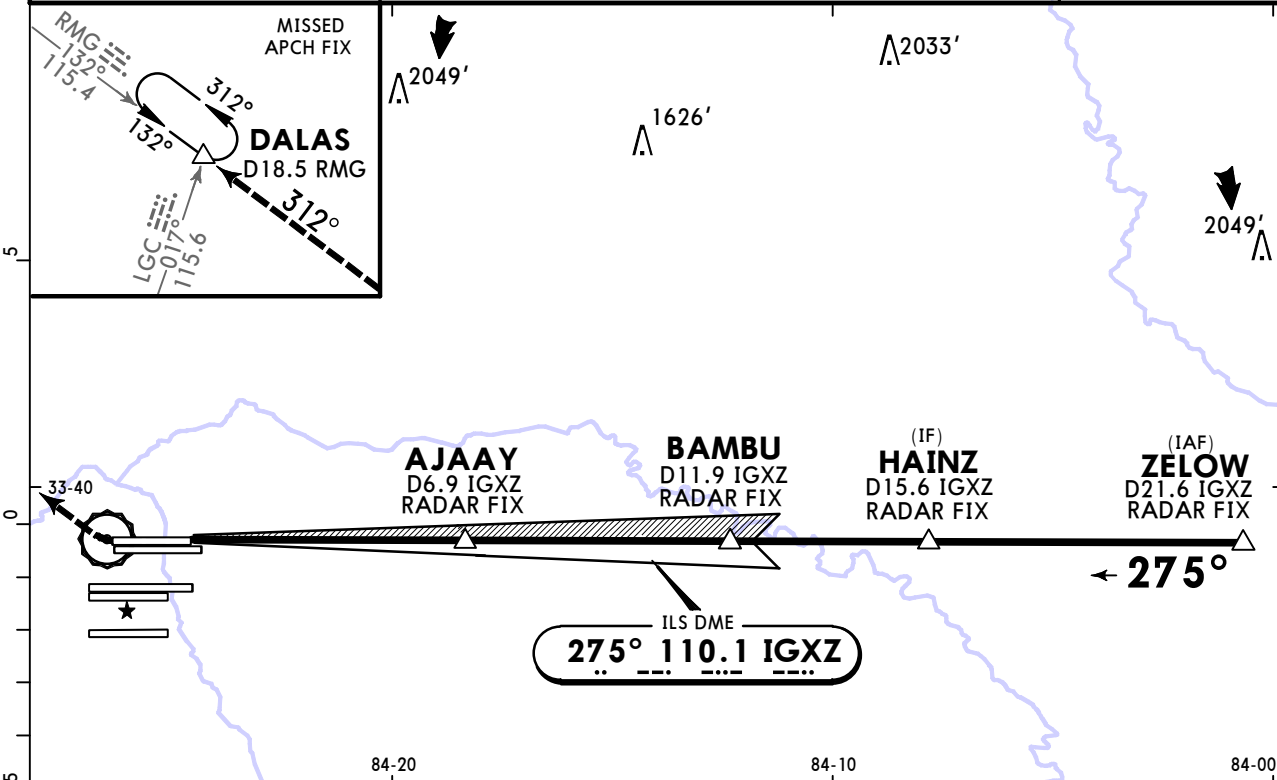 MISSED
APCH FIX
RMG
132°
115.4
312°
132°
DALAS
D18.5 RMG
312°
LGC
017°
115.6
2049'
2033'
1626'
2049'
5
0
5
33-40
AJAAY
D6.9 IGXZ
RADAR FIX
BAMBU
D11.9 IGXZ
RADAR FIX
(IF)
HAINZ
D15.6 IGXZ
RADAR FIX
(IAF)
ZELOW
D21.6 IGXZ
RADAR FIX
275°
ILS DME
275° 110.1 IGXZ
84-20
84-10
84-00